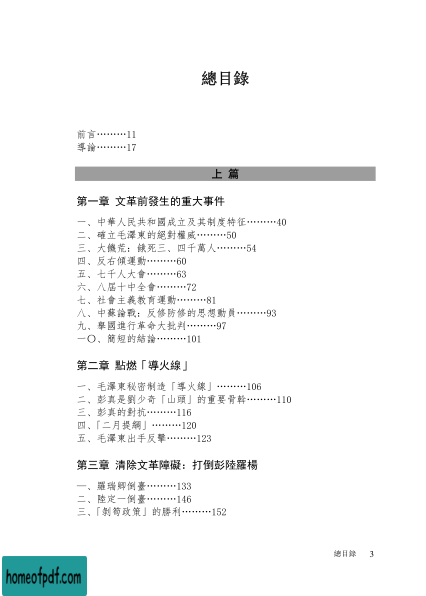 總目錄
前言………11
導論………17
上 篇
第一章 文革前發生的重大事件
一、中華人民共和國成立及其制度特征………40
二、確立毛澤東的絕對權威………50
三、大饑荒：餓死三、四千萬人………54
四、反右傾運動………60
五、七千人大會………63
六、八屆十中全會………72
七、社會主義教育運動………81
八、中蘇論戰：反修防修的思想動員………93
九、舉國進行革命大批判………97
一〇、簡短的結論………101
第二章 點燃「導火線」
一、毛澤東秘密制造「導火線」………106
二、彭真是劉少奇「山頭」的重要骨幹………110
三、彭真的對抗………116
四、「二月提綱」………120
五、毛澤東出手反擊………123
第三章 清除文革障礙：打倒彭陸羅楊
一、羅瑞卿倒臺………133
二、陸定一倒臺………146
三、「剝筍政策」的勝利………152
總目錄 3
homeofpdf.com